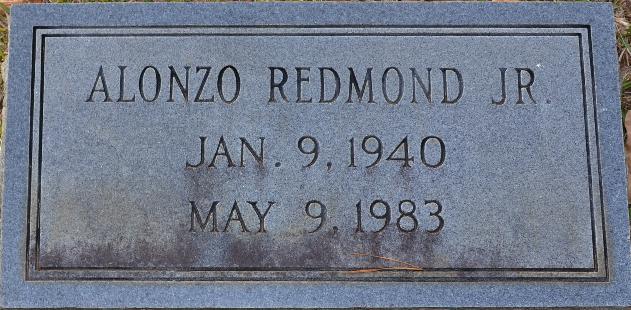 ALONZO REDMOND JR.
JAN. 9, 1940
MAY 9, 1983